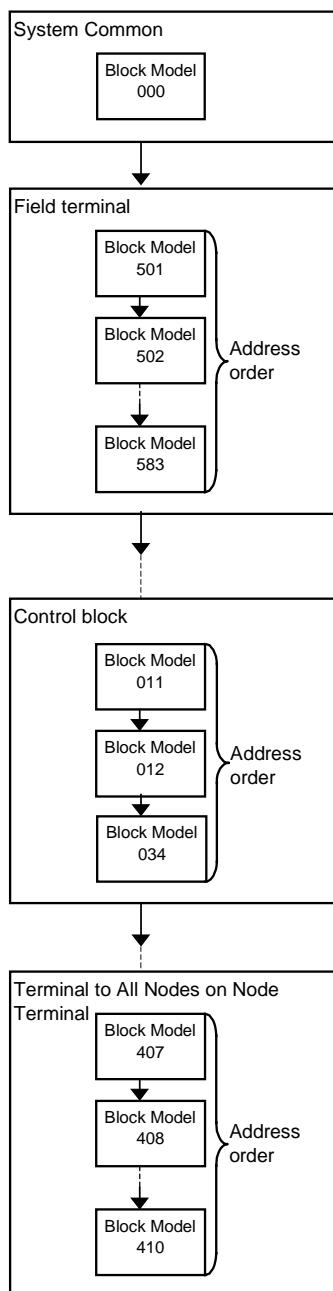 System Common
Block Model
000
Field terminal
Block Model
501
Block Model
502
Block Model
583
Address
order
Control block
Block Model
011
Block Model
012
Block Model
034
Address
order
Terminal to All Nodes on Node
Terminal
Block Model
407
Block Model
408
Block Model
410
Address
order